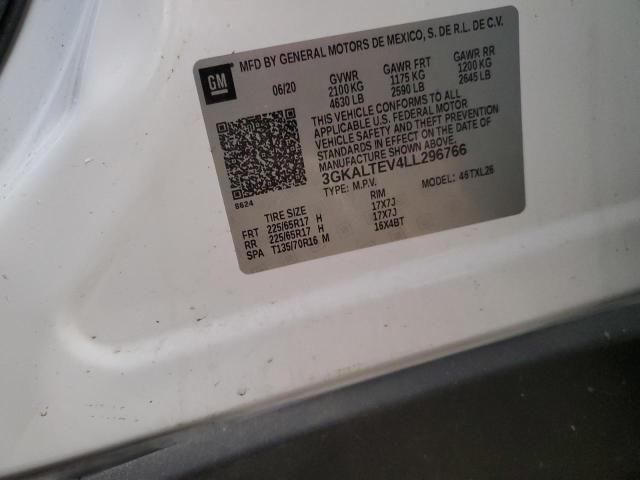 MFD BY GENERAL MOTORS DE MEXICO, S. DE R.L. DE C.V.
GM
06/20 GVWR GAWR FRT GAWR RR
2100 KG 1175 KG 1200 KG
4630 LB 2590 LB 2645 LB
THIS VEHICLE CONFORMS TO ALL
APPLICABLE U.S. FEDERAL MOTOR
VEHICLE SAFETY AND THEFT PREVENTION
STANDARDS IN EFFECT ON THE DATE OF
MANUFACTURE SHOWN ABOVE.
3GKALTEV4LL296766
TYPE: M.P.V. MODEL: 46TXL26
8624
TIRE SIZE RIM
FRT 225/65R17 H 17X7J
RR 225/65R17 H 17X7J
SPA T135/70R16 M 16X4BT